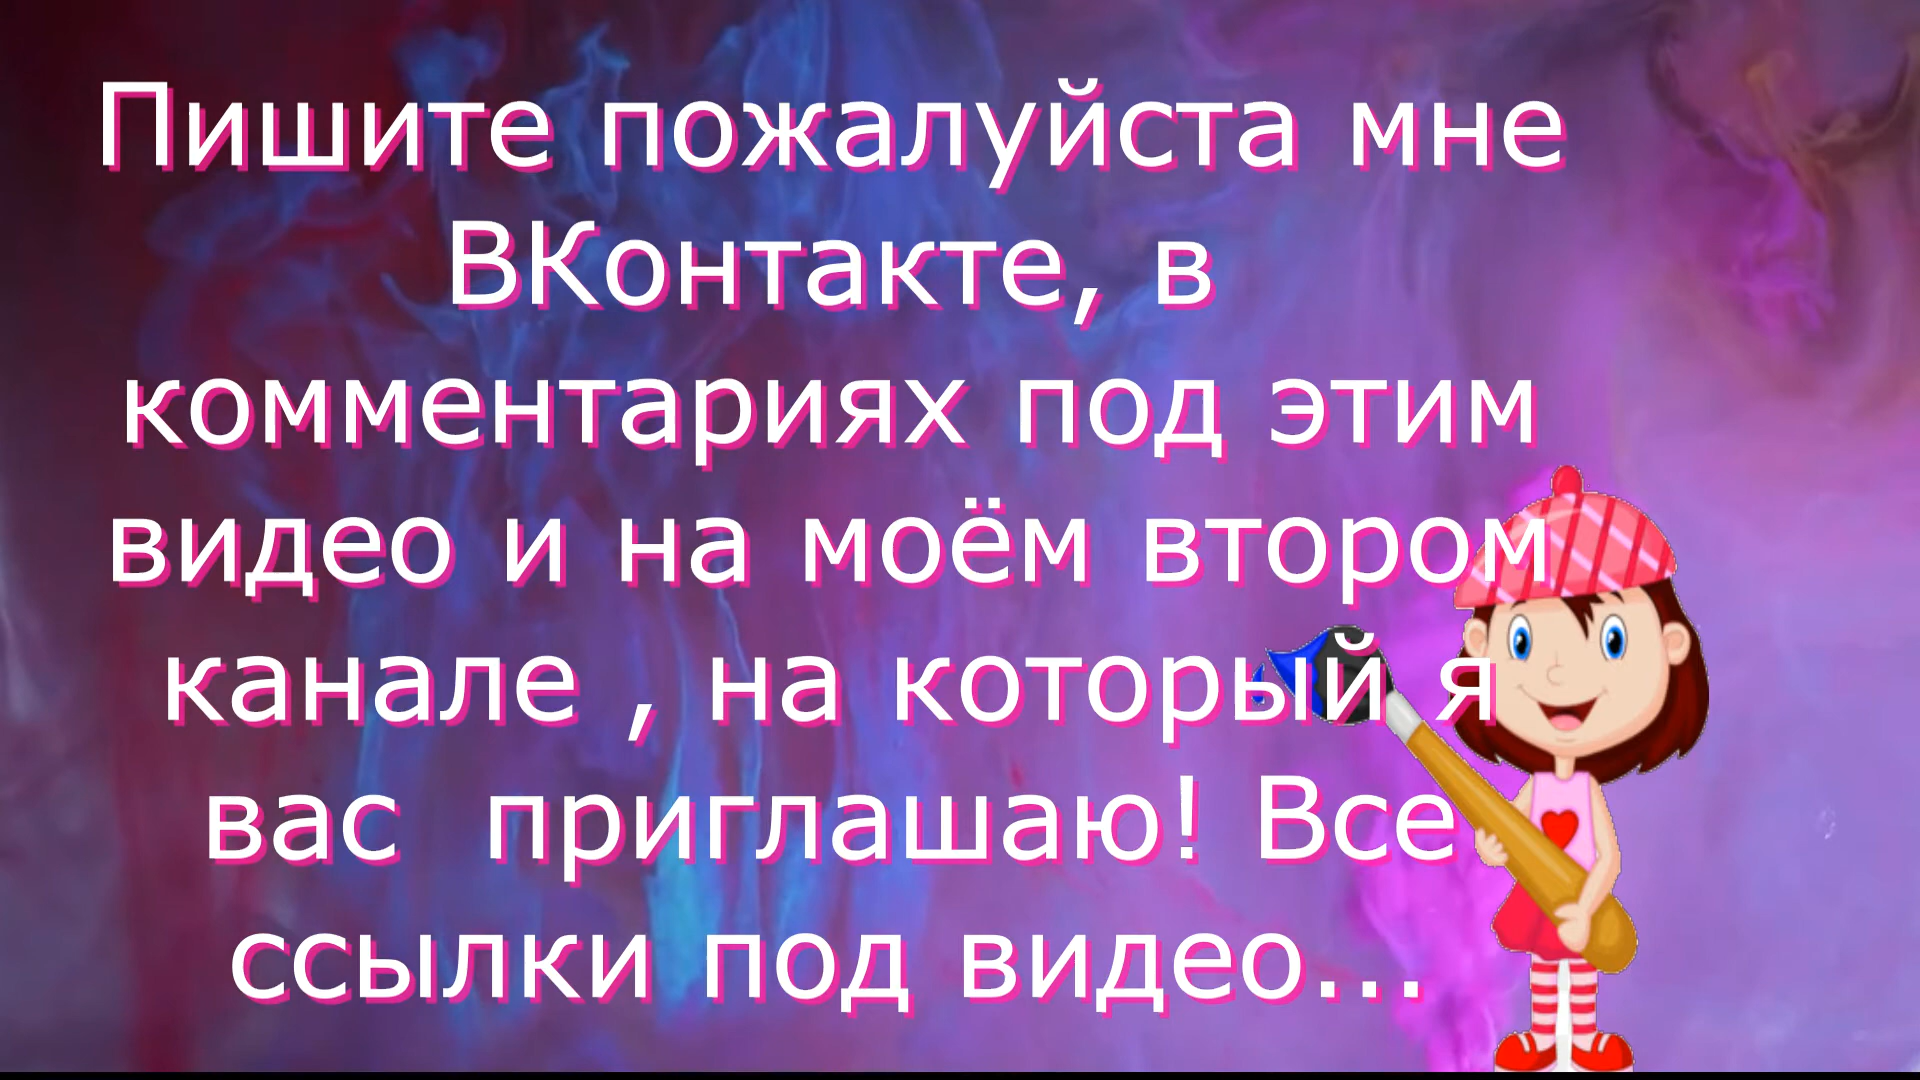 Пишите пожалуйста мне
ВКонтакте, в
комментариях под этим
видео и на моём втором
канале , на который я
вас  приглашаю! Все
ссылки под видео...